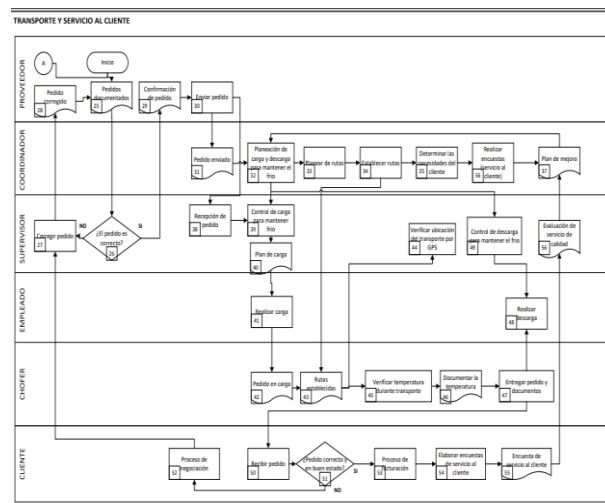 TRANSPORTE Y SERVICIO AL CLIENTE
PROVEEDOR
A
Inicio
Pedido
corregido
28
Pedidos
documentados
25
Confirmación
de pedido
29
Enviar pedido
30
COORDINADOR
Pedido enviado
31
Planeación de
carga y descarga
para mantener el
frio
32
Planear de rutas
33
Establecer rutas
34
Determinar las
necesidades del
cliente
35
Realizar
encuestas
(servicio al
cliente)
36
Plan de mejora
37
SUPERVISOR
Corregir pedido
27
NO
¿El pedido es
correcto?
26
SI
Recepción de
pedido
38
Control de carga
para mantener el
frio
39
Plan de carga
40
Verificar ubicación
del transporte por
GPS
44
Control de descarga
para mantener el frio
49
Evaluación de
servicio de
calidad
56
EMPLEADO
Realizar carga
41
Realizar
descarga
48
CHOFER
Pedido en carga
42
Rutas
establecidas
43
Verificar temperatura
durante transporte
45
Documentar la
temperatura
46
Entregar pedido y
documentos
47
CLIENTE
Proceso de
negociación
52
Recibir pedido
50
¿Pedido correcto y
en buen estado?
51
SI
NO
Proceso de
facturación
53
Elaborar encuestas
de servicio al
cliente
54
Encuesta de
servicio al cliente
55